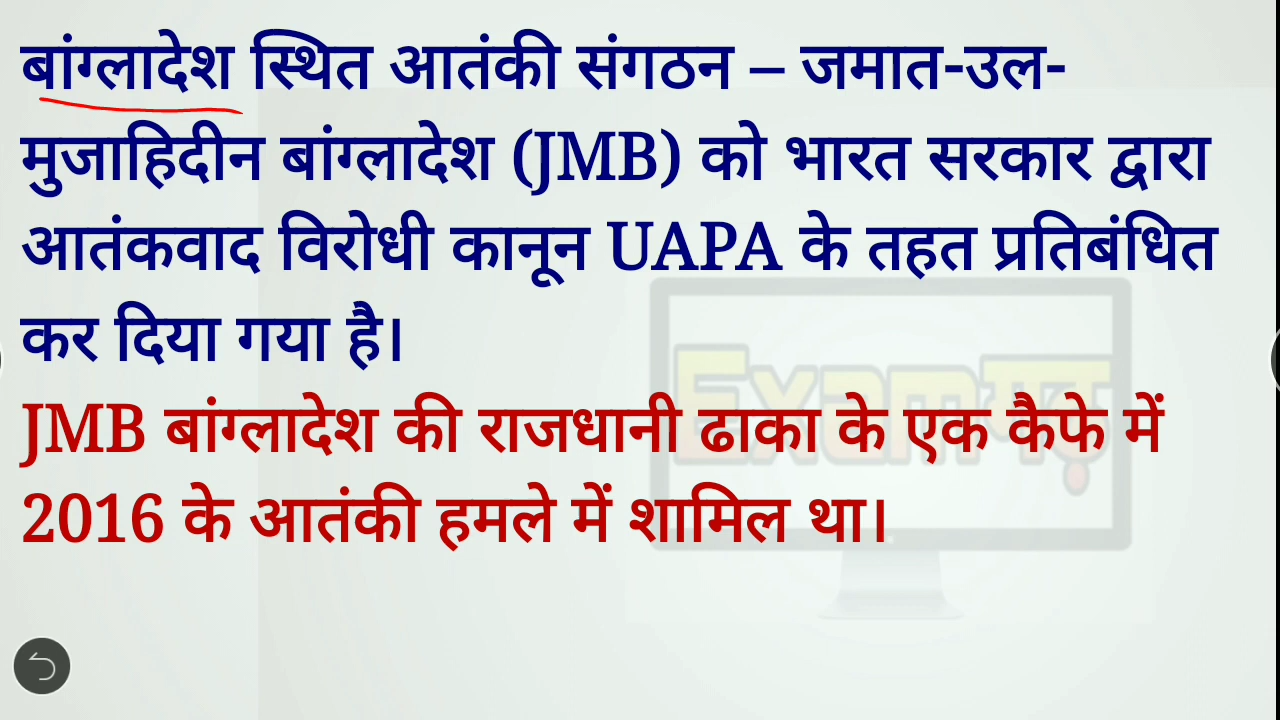 बांग्लादेश स्थित आतंकी संगठन – जमात-उल-
मुजाहिदीन बांग्लादेश (JMB) को भारत सरकार द्वारा
आतंकवाद विरोधी कानून UAPA के तहत प्रतिबंधित
कर दिया गया है।
JMB बांग्लादेश की राजधानी ढाका के एक कैफे में
2016 के आतंकी हमले में शामिल था।
Examगढ़